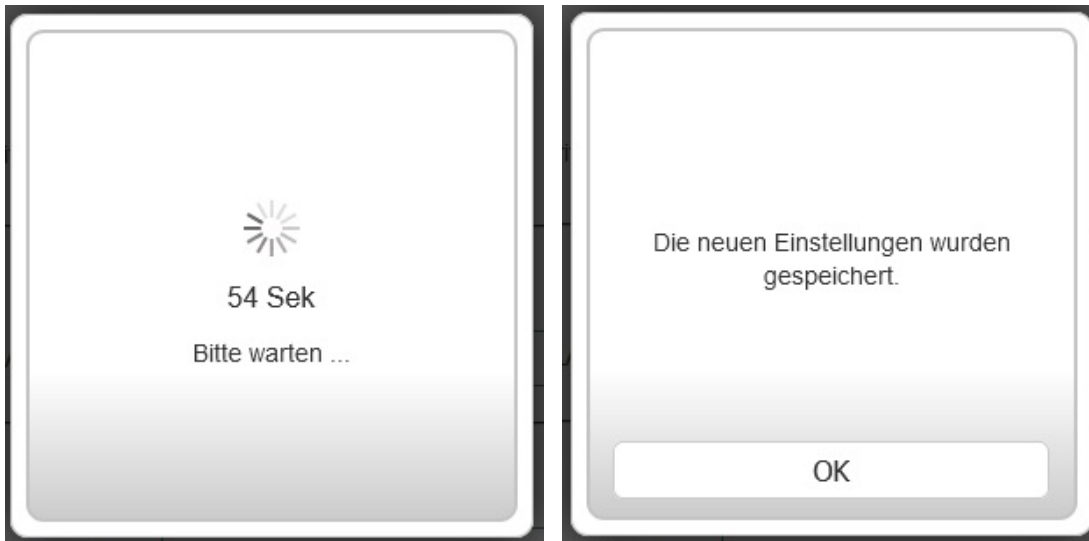 54 Sek
Bitte warten ...
Die neuen Einstellungen wurden
gespeichert.
OK